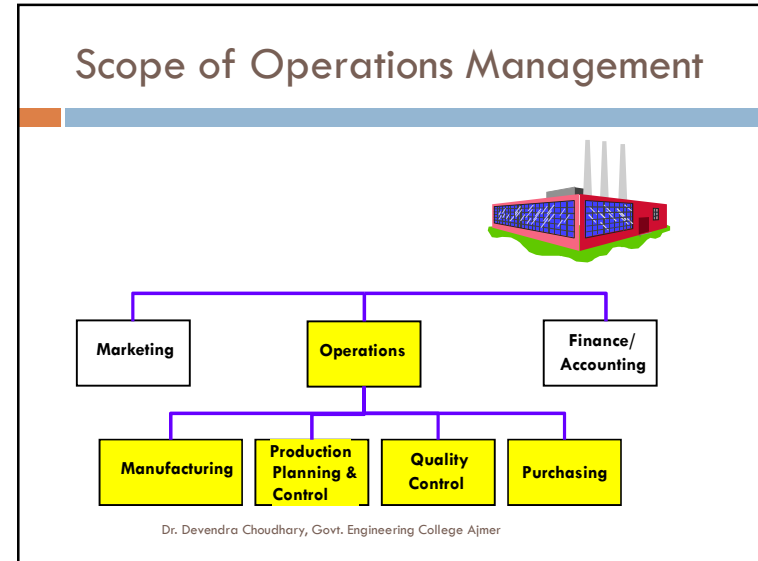 Scope of Operations Management
Marketing
Operations
Finance/
Accounting
Manufacturing
Production
Planning &
Control
Quality
Control
Purchasing
Dr. Devendra Choudhary, Govt. Engineering College Ajmer